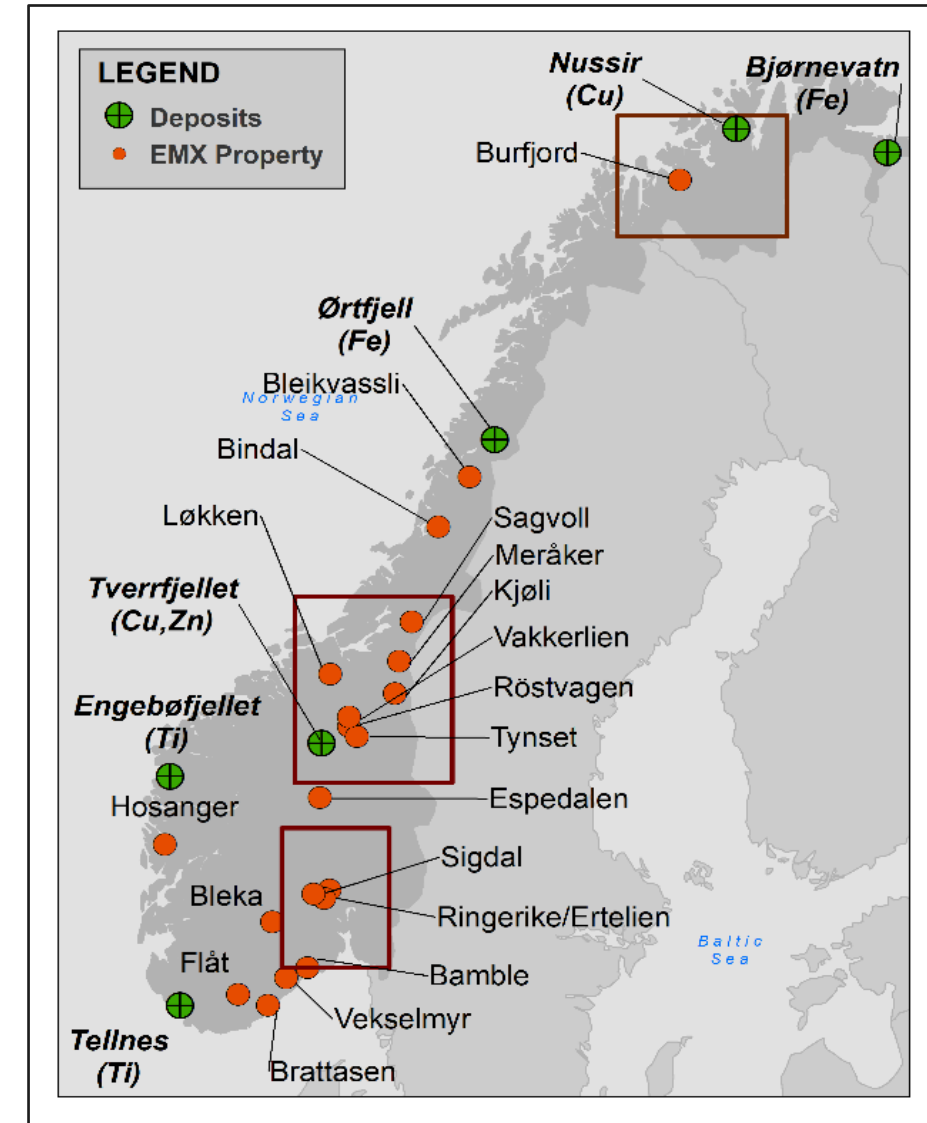 LEGEND
Deposits
EMX Property
Nussir
(Cu)
Bjørnevatn
(Fe)
Burfjord
Ørtfjell
(Fe)
Bleikvassli
Norwegian
Sea
Bindal
Løkken
Sagvoll
Meråker
Kjøli
Tverrfjellet
(Cu,Zn)
Vakkerlien
Röstvagen
Engebøfjellet
(Ti)
Tynset
Hosanger
Espedalen
Sigdal
Bleka
Ringerike/Ertelien
Baltic
Sea
Flåt
Bamble
Vekselmyr
Tellnes
(Ti)
Brattasen